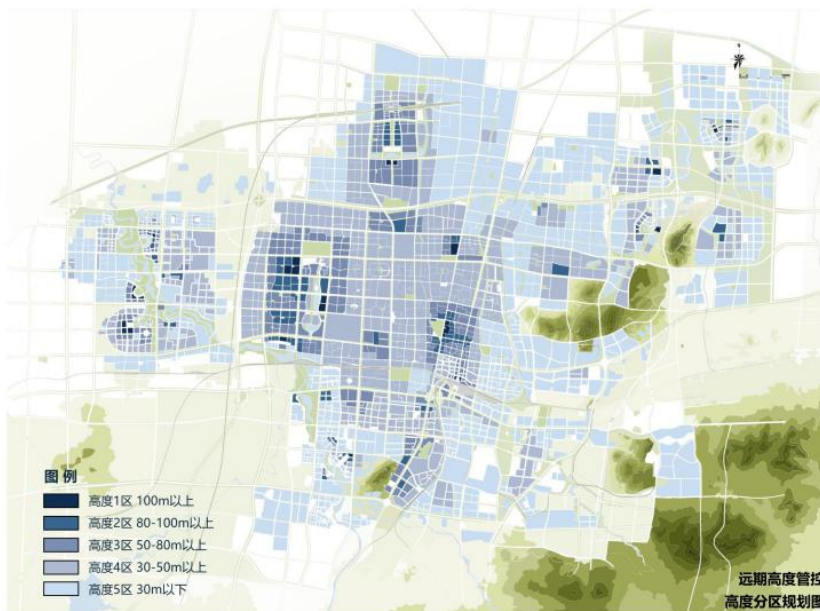 图例
高度1区 100m以上
高度2区 80-100m以上
高度3区 50-80m以上
高度4区 30-50m以上
高度5区 30m以下
远期高度管控
高度分区规划图